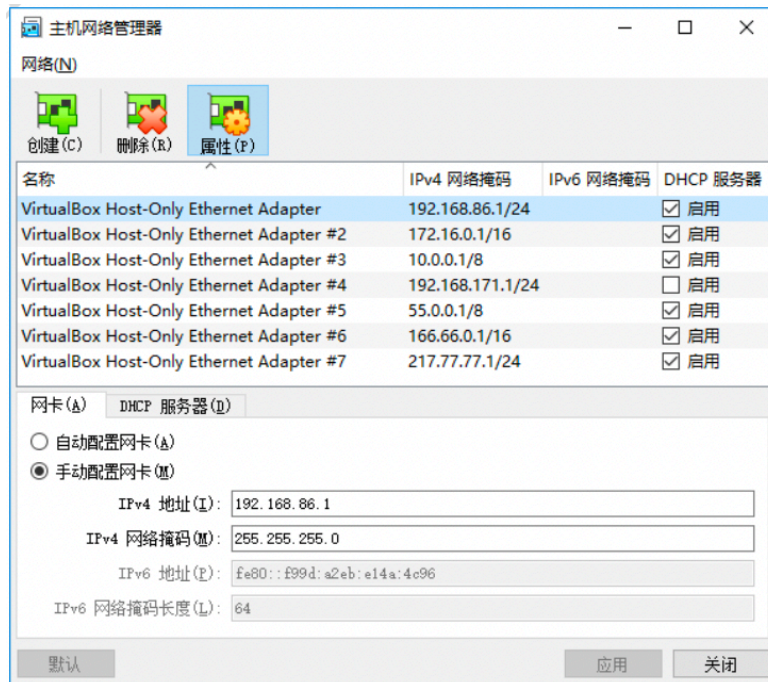 主机网络管理器
网络(N)
创建(C) 删除(R) 属性(P)
名称 IPv4 网络掩码 IPv6 网络掩码 DHCP 服务器
VirtualBox Host-Only Ethernet Adapter 192.168.86.1/24 启用
VirtualBox Host-Only Ethernet Adapter #2 172.16.0.1/16 启用
VirtualBox Host-Only Ethernet Adapter #3 10.0.0.1/8 启用
VirtualBox Host-Only Ethernet Adapter #4 192.168.171.1/24 启用
VirtualBox Host-Only Ethernet Adapter #5 55.0.0.1/8 启用
VirtualBox Host-Only Ethernet Adapter #6 166.66.0.1/16 启用
VirtualBox Host-Only Ethernet Adapter #7 217.77.77.1/24 启用
网卡(A) DHCP 服务器(D)
自动配置网卡(A)
手动配置网卡(M)
IPv4 地址(I): 192.168.86.1
IPv4 网络掩码(M): 255.255.255.0
IPv6 地址(P): fe80::f99d:a2eb:e14a:4c96
IPv6 网络掩码长度(L): 64
默认 应用 关闭